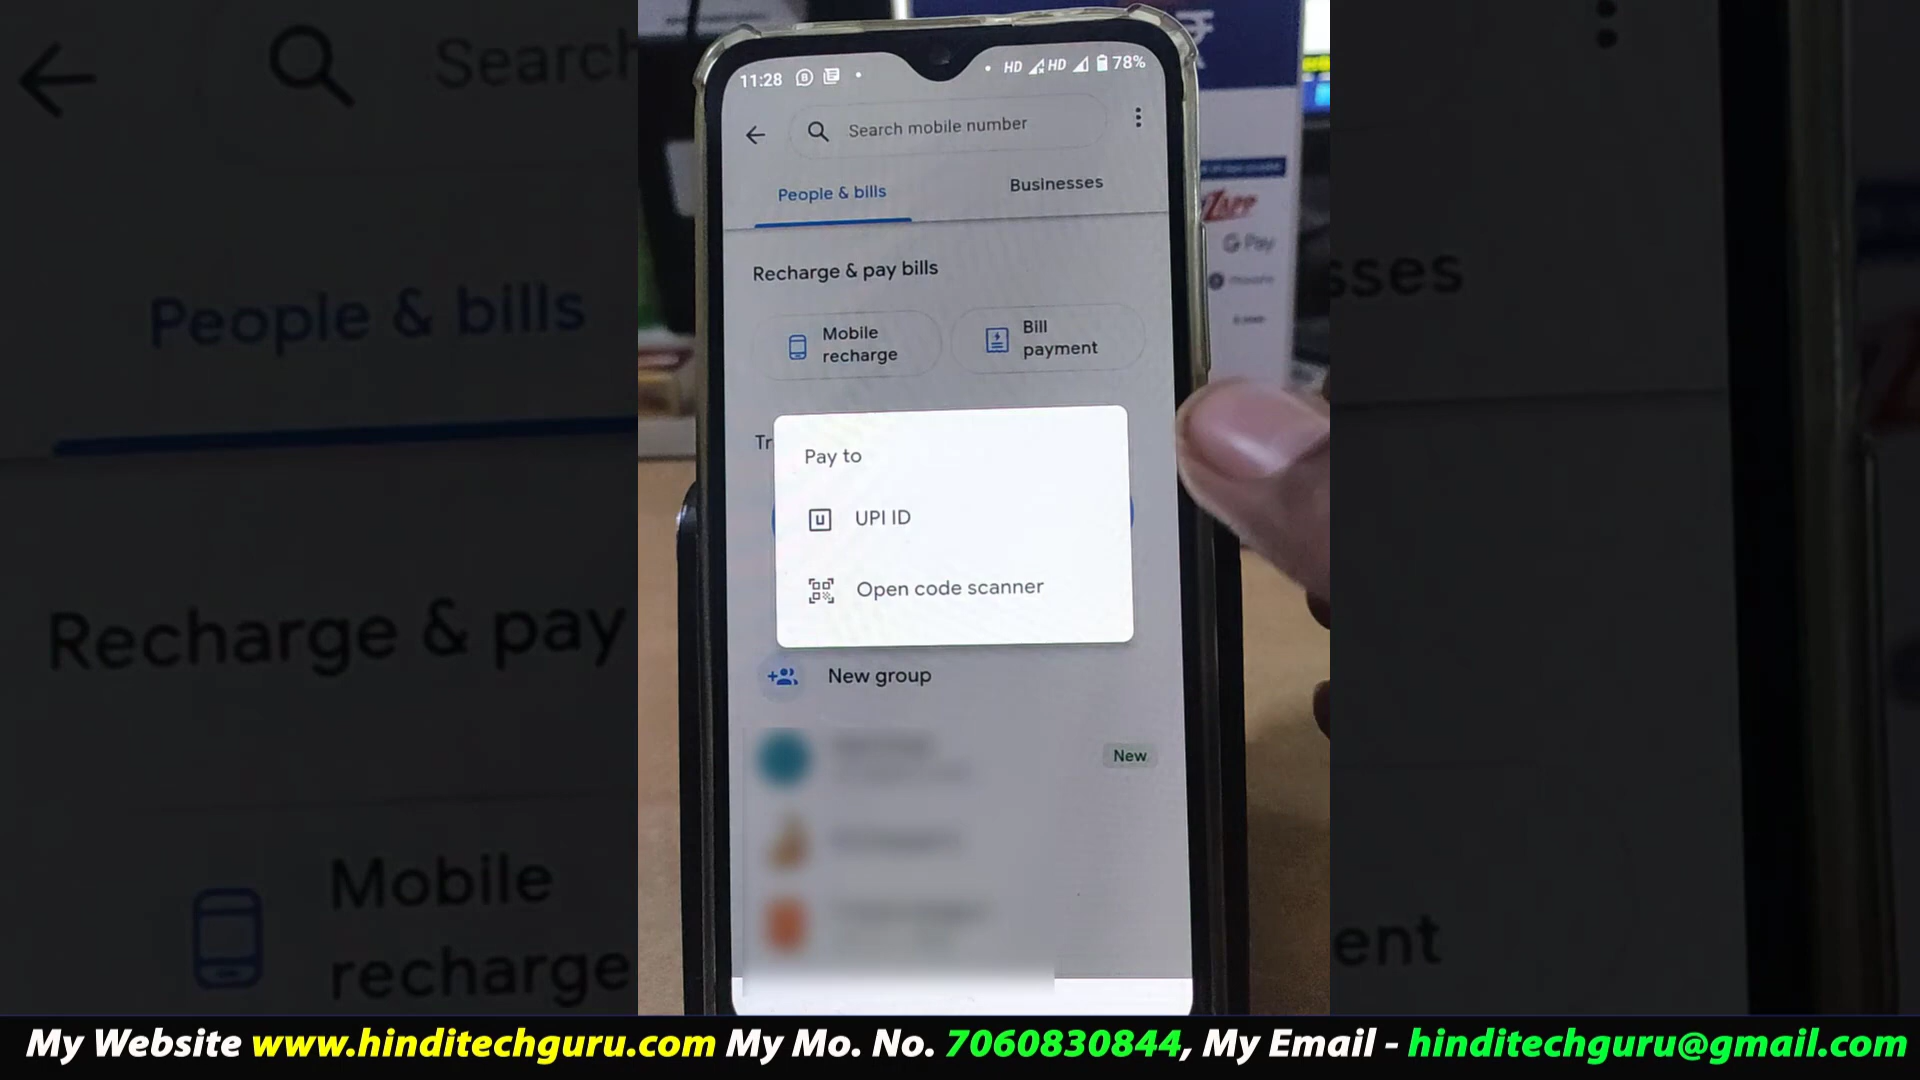 11:28
HD HD 78%
Search mobile number
People & bills
Businesses
Recharge & pay bills
Mobile
recharge
Bill
payment
Tr
Pay to
UPI ID
Open code scanner
New group
New
ZAPP
G Pay
Search
People & bills
Recharge & pay
Mobile
recharge
sses
ent
My Website www.hinditechguru.com My Mo. No. 7060830844, My Email - hinditechguru@gmail.com